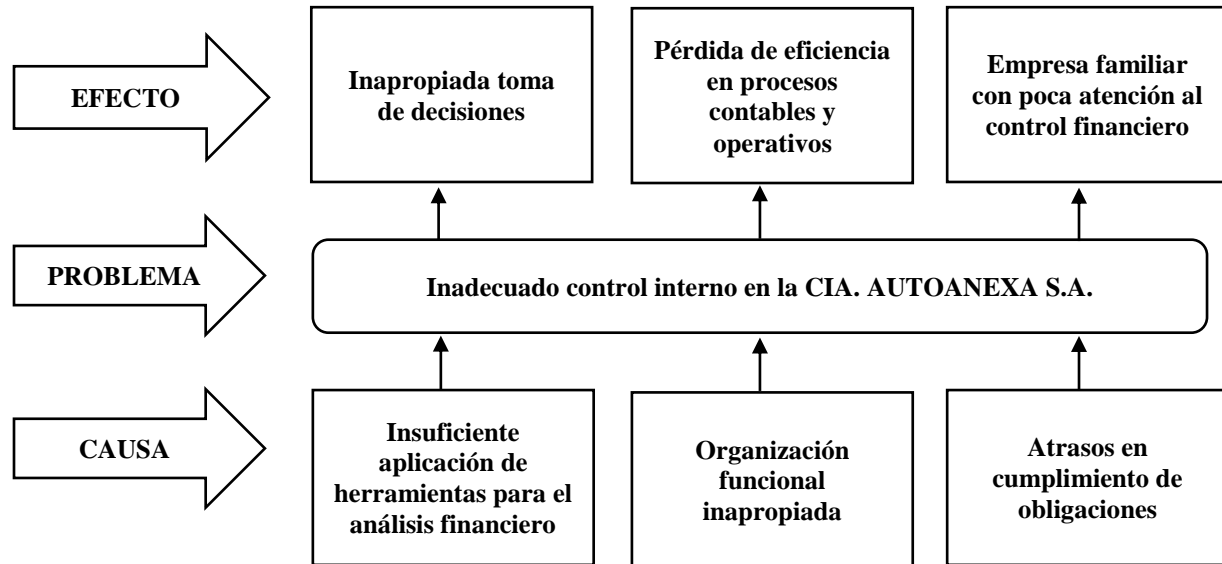 EFECTO
Inapropiada toma
de decisiones
Pérdida de eficiencia
en procesos
contables y
operativos
Empresa familiar
con poca atención al
control financiero
PROBLEMA
Inadecuado control interno en la CIA. AUTOANEXA S.A.
CAUSA
Insuficiente
aplicación de
herramientas para el
análisis financiero
Organización
funcional
inapropiada
Atrasos en
cumplimiento de
obligaciones